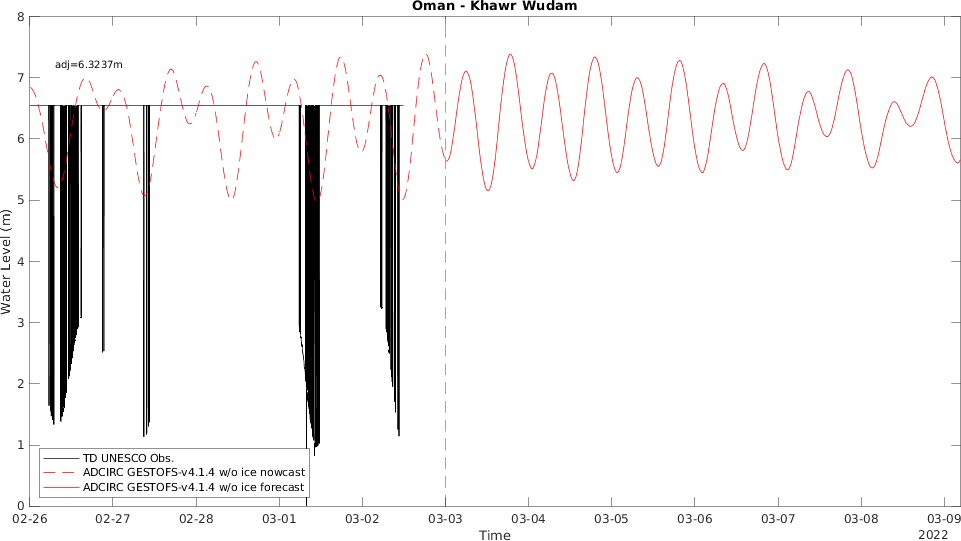 Oman - Khawr Wudam
8
adj=6.3237m
7
6
5
4
3
2
1
0
Water Level (m)
TD UNESCO Obs.
ADCIRC GESTOFS-v4.1.4 w/o ice nowcast
ADCIRC GESTOFS-v4.1.4 w/o ice forecast
02-26 02-27 02-28 03-01 03-02 03-03 03-04 03-05 03-06 03-07 03-08 03-09
Time
2022